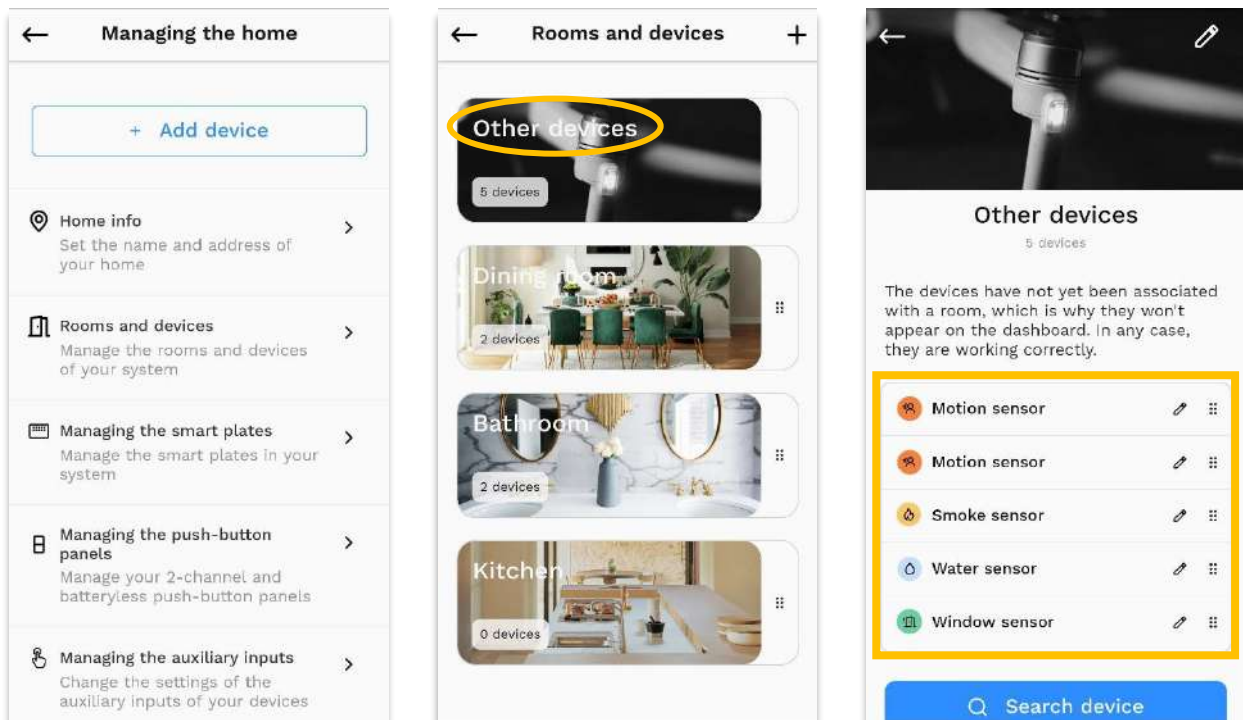 Managing the home
+ Add device
Home info
Set the name and address of
your home
Rooms and devices
Manage the rooms and devices
of your system
Managing the smart plates
Manage the smart plates in your
system
Managing the push-button
panels
Manage your 2-channel and
batteryless push-button panels
Managing the auxiliary inputs
Change the settings of the
auxiliary inputs of your devices
Rooms and devices
Other devices
5 devices
Dining room
2 devices
Bathroom
2 devices
Kitchen
0 devices
Other devices
5 devices
The devices have not yet been associated
with a room, which is why they won't
appear on the dashboard. In any case,
they are working correctly.
Motion sensor
Motion sensor
Smoke sensor
Water sensor
Window sensor
Search device